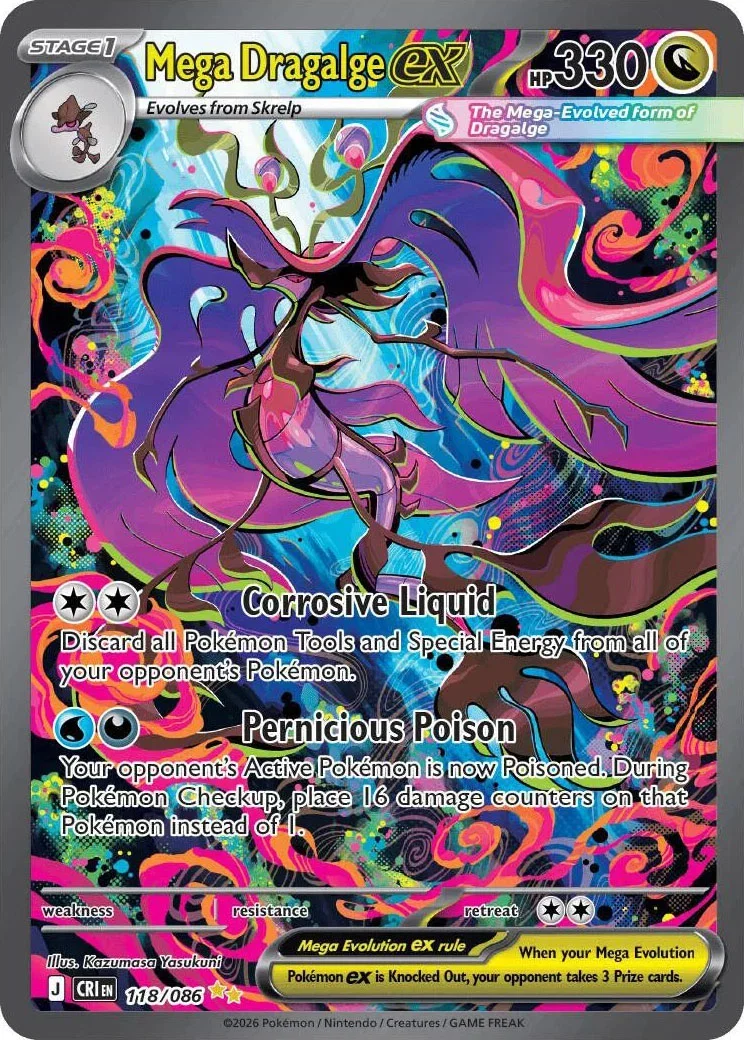 STAGE 1
Mega Dragalge ex
HP 330
Evolves from Skrelp
The Mega-Evolved form of
Dragalge
Corrosive Liquid
Discard all Pokémon Tools and Special Energy from all of
your opponent's Pokémon.
Pernicious Poison
Your opponent's Active Pokémon is now Poisoned. During
Pokémon Checkup, place 16 damage counters on that
Pokémon instead of 1.
weakness resistance retreat
Mega Evolution ex rule
When your Mega Evolution
Pokémon ex is Knocked Out, your opponent takes 3 Prize cards.
Illus. Kazumasa Yasukuni
J CRI EN 118/086
©2026 Pokémon / Nintendo / Creatures / GAME FREAK